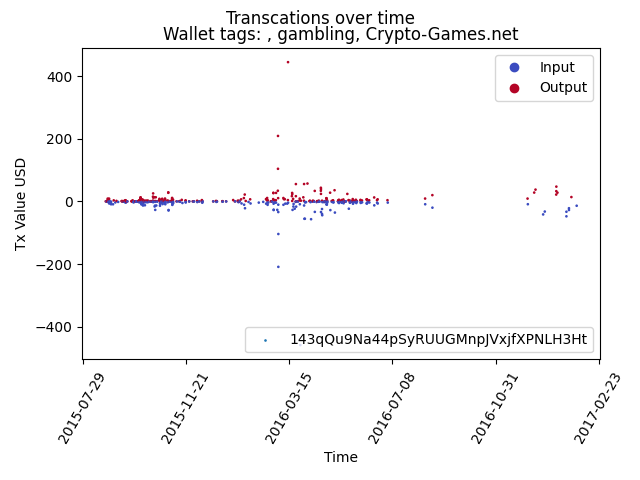 Transcations over time
Wallet tags: , gambling, Crypto-Games.net
Input
Output
Tx Value USD
400
200
0
−200
−400
143qQu9Na44pSyRUUGMnpJVxjfXPNLH3Ht
2015-07-29
2015-11-21
2016-03-15
2016-07-08
2016-10-31
2017-02-23
Time